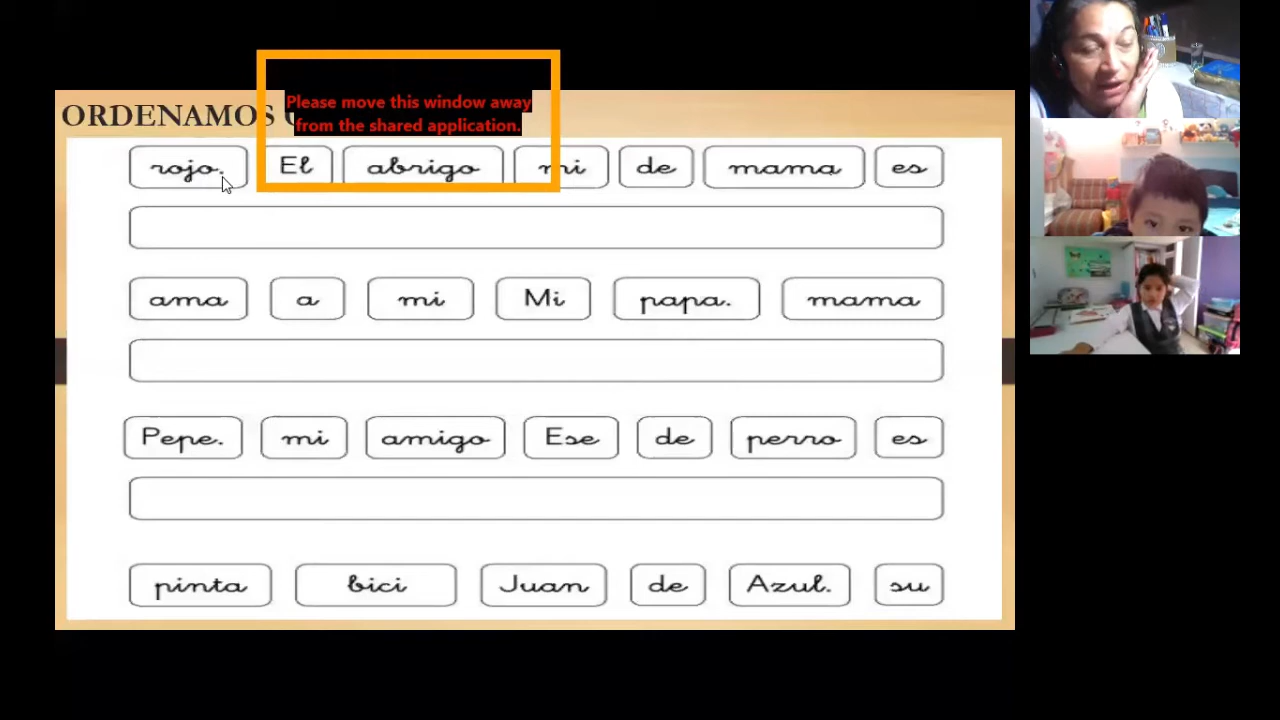 ORDENAMOS
Please move this window away
from the shared application.
rojo. El abrigo mi de mama es
ama a mi Mi papa. mama
Pepe. mi amigo Ese de perro es
pinta bici Juan de Azul. su